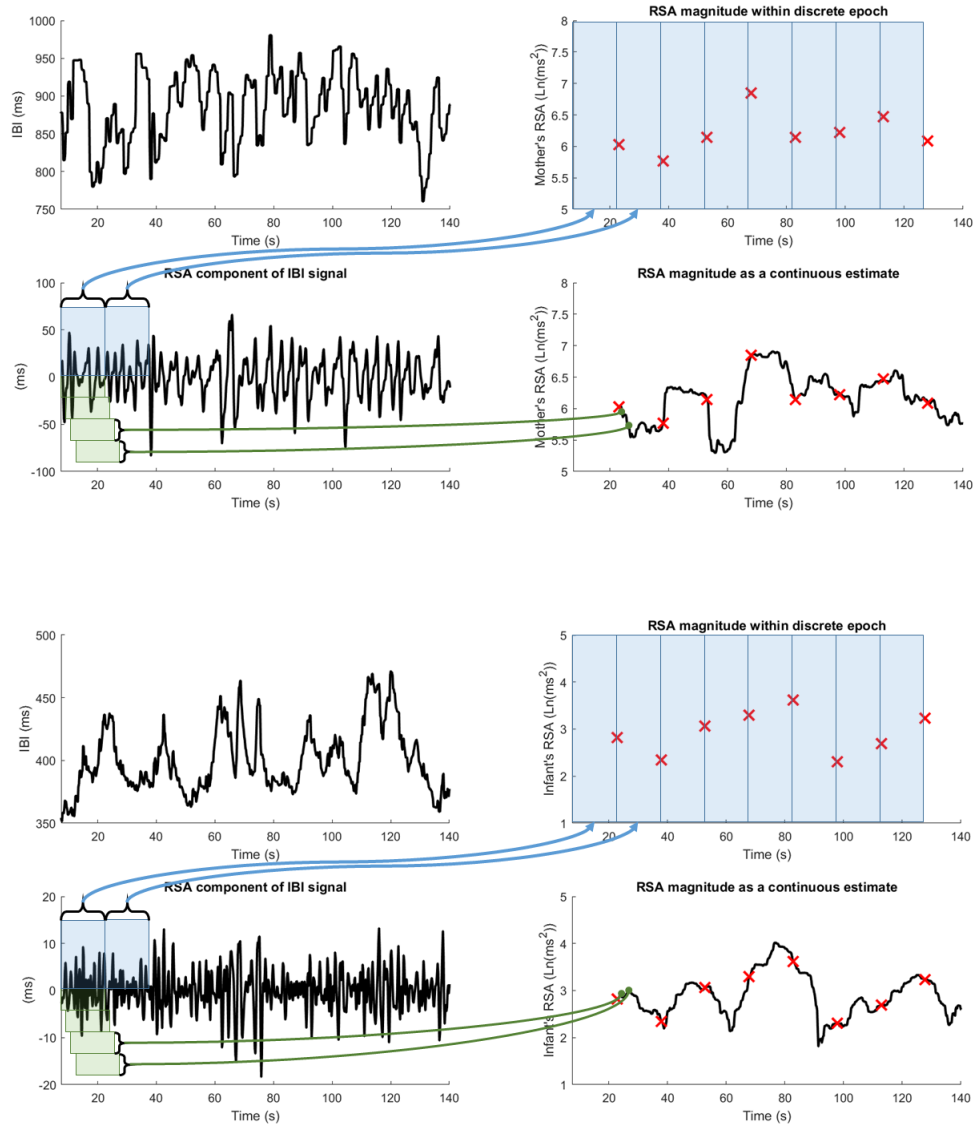 1000
950
900
850
800
750
IBI (ms)
20 40 60 80 100 120 140
Time (s)
RSA magnitude within discrete epoch
8
7.5
7
6.5
6
5.5
5
Mother's RSA (Ln(ms²))
20 40 60 80 100 120 140
Time (s)
RSA component of IBI signal
100
50
0
-50
-100
(ms)
20 40 60 80 100 120 140
Time (s)
RSA magnitude as a continuous estimate
8
7.5
7
6.5
6
5.5
5
Mother's RSA (Ln(ms²))
20 40 60 80 100 120 140
Time (s)
500
450
400
350
IBI (ms)
20 40 60 80 100 120 140
Time (s)
RSA magnitude within discrete epoch
5
4
3
2
1
Infant's RSA (Ln(ms²))
20 40 60 80 100 120 140
Time (s)
RSA component of IBI signal
20
10
0
-10
-20
(ms)
20 40 60 80 100 120 140
Time (s)
RSA magnitude as a continuous estimate
5
4
3
2
1
Infant's RSA (Ln(ms²))
20 40 60 80 100 120 140
Time (s)